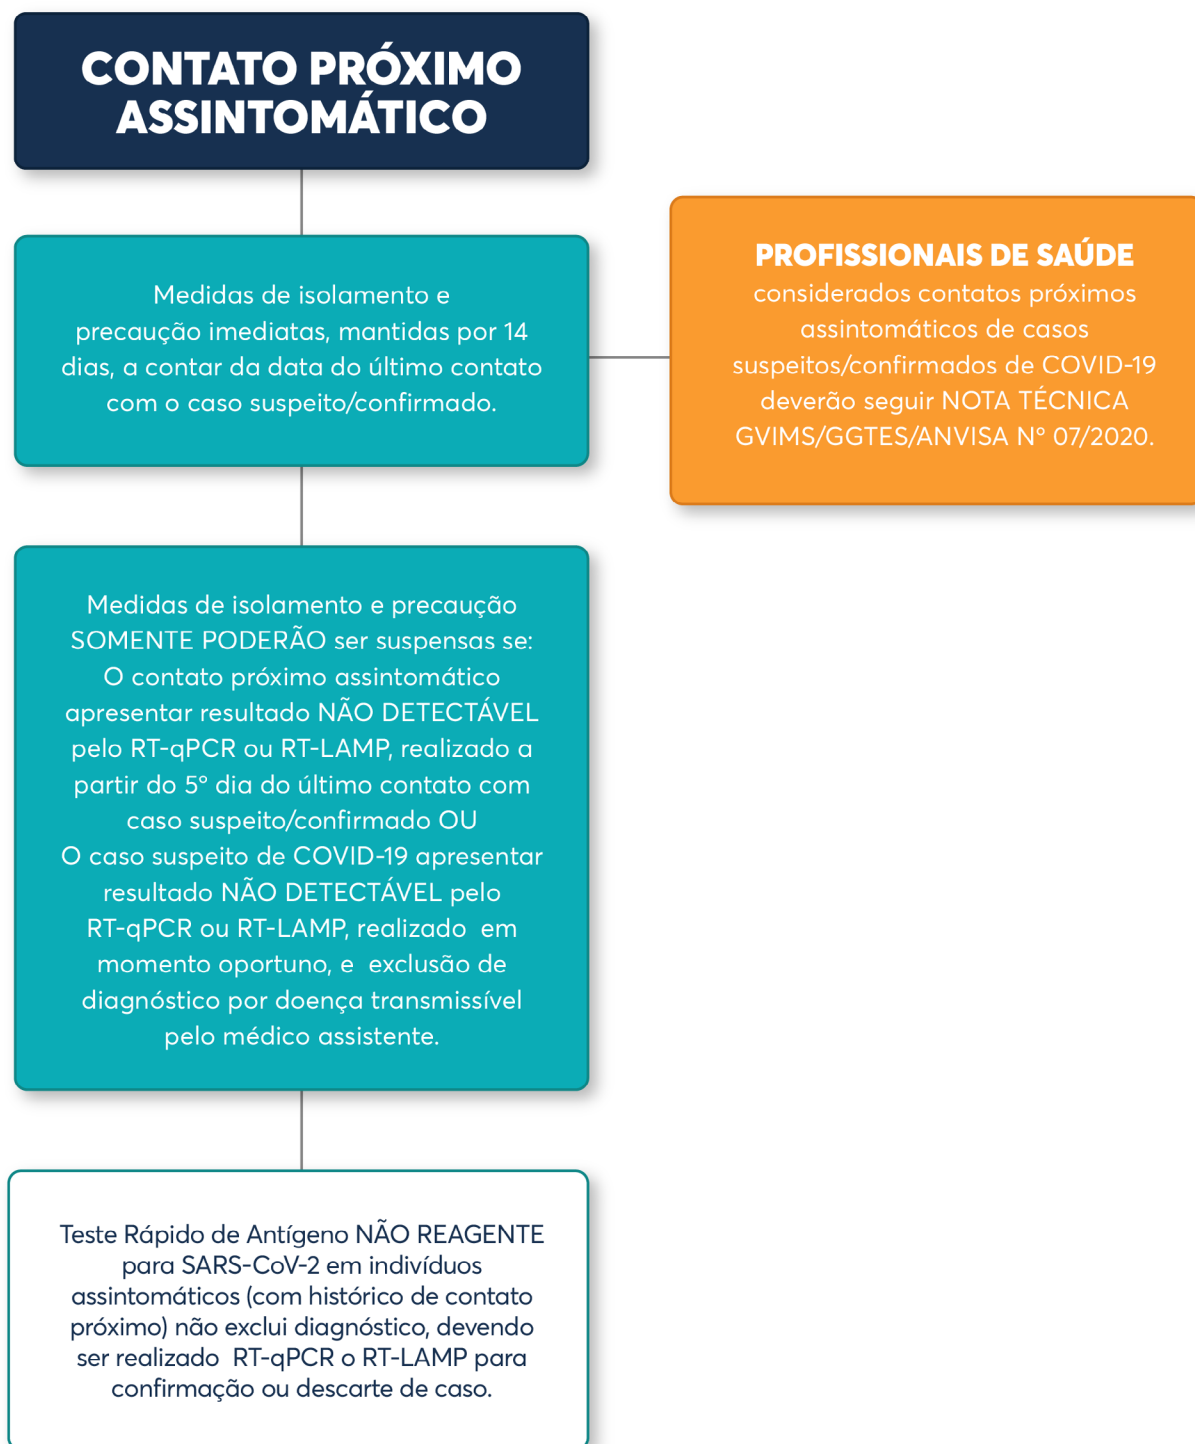 CONTATO PRÓXIMO
ASSINTOMÁTICO
Medidas de isolamento e
precaução imediatas, mantidas por 14
dias, a contar da data do último contato
com o caso suspeito/confirmado.
PROFISSIONAIS DE SAÚDE
considerados contatos próximos
assintomáticos de casos
suspeitos/confirmados de COVID-19
deverão seguir NOTA TÉCNICA
GVIMS/GGTES/ANVISA Nº 07/2020.
Medidas de isolamento e precaução
SOMENTE PODERÃO ser suspensas se:
O contato próximo assintomático
apresentar resultado NÃO DETECTÁVEL
pelo RT-qPCR ou RT-LAMP, realizado a
partir do 5º dia do último contato com
caso suspeito/confirmado OU
O caso suspeito de COVID-19 apresentar
resultado NÃO DETECTÁVEL pelo
RT-qPCR ou RT-LAMP, realizado  em
momento oportuno, e  exclusão de
diagnóstico por doença transmissível
pelo médico assistente.
Teste Rápido de Antígeno NÃO REAGENTE
para SARS-CoV-2 em indivíduos
assintomáticos (com histórico de contato
próximo) não exclui diagnóstico, devendo
ser realizado  RT-qPCR o RT-LAMP para
confirmação ou descarte de caso.